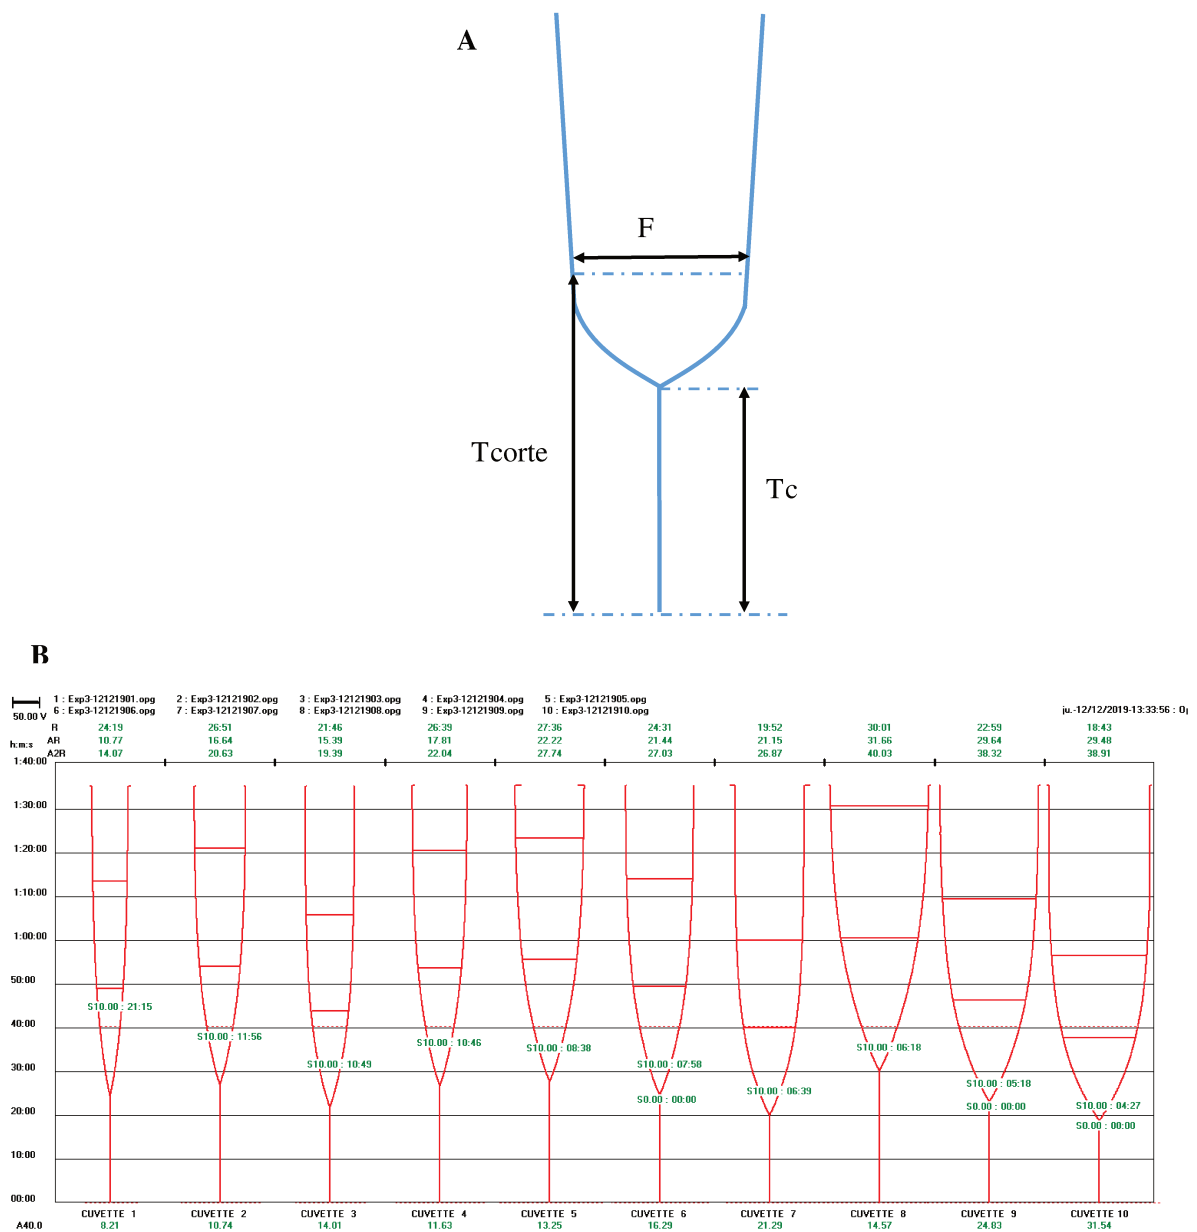 A
F
Tcorte
Tc
B
1 : Exp3-12121901.opg 2 : Exp3-12121902.opg 3 : Exp3-12121903.opg 4 : Exp3-12121904.opg 5 : Exp3-12121905.opg
6 : Exp3-12121906.opg 7 : Exp3-12121907.opg 8 : Exp3-12121908.opg 9 : Exp3-12121909.opg 10 : Exp3-12121910.opg
50.00 V
ju.-12/12/2019-13:33:56 : Op
R 24:19 26:51 21:46 26:39 27:36 24:31 19:52 30:01 22:59 18:43
h:m:s
AR 10.77 16.64 15.39 17.81 22.22 21.44 21.15 31.66 29.64 29.48
A2R 14.07 20.63 19.39 22.04 27.74 27.03 26.87 40.03 38.32 38.91
1:40:00
1:30:00
1:20:00
1:10:00
1:00:00
50:00
S10.00 : 21:15
40:00
S10.00 : 11:56
S10.00 : 10:46
S10.00 : 08:38
S10.00 : 06:18
30:00
S10.00 : 10:49
S10.00 : 07:58
S10.00 : 06:39
S10.00 : 05:18
S0.00 : 00:00
S0.00 : 00:00
S10.00 : 04:27
20:00
S0.00 : 00:00
10:00
00:00
CUVETTE 1 CUVETTE 2 CUVETTE 3 CUVETTE 4 CUVETTE 5 CUVETTE 6 CUVETTE 7 CUVETTE 8 CUVETTE 9 CUVETTE 10
A40.0 8.21 10.74 14.01 11.63 13.25 16.29 21.29 14.57 24.83 31.54